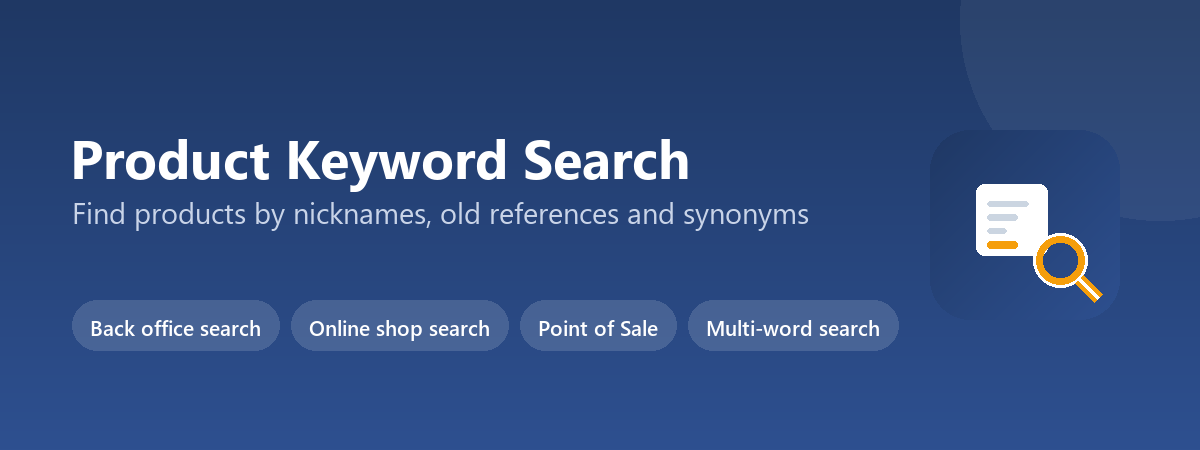 Product Keyword Search
Find products by nicknames, old references and synonyms
Back office search
Online shop search
Point of Sale
Multi-word search